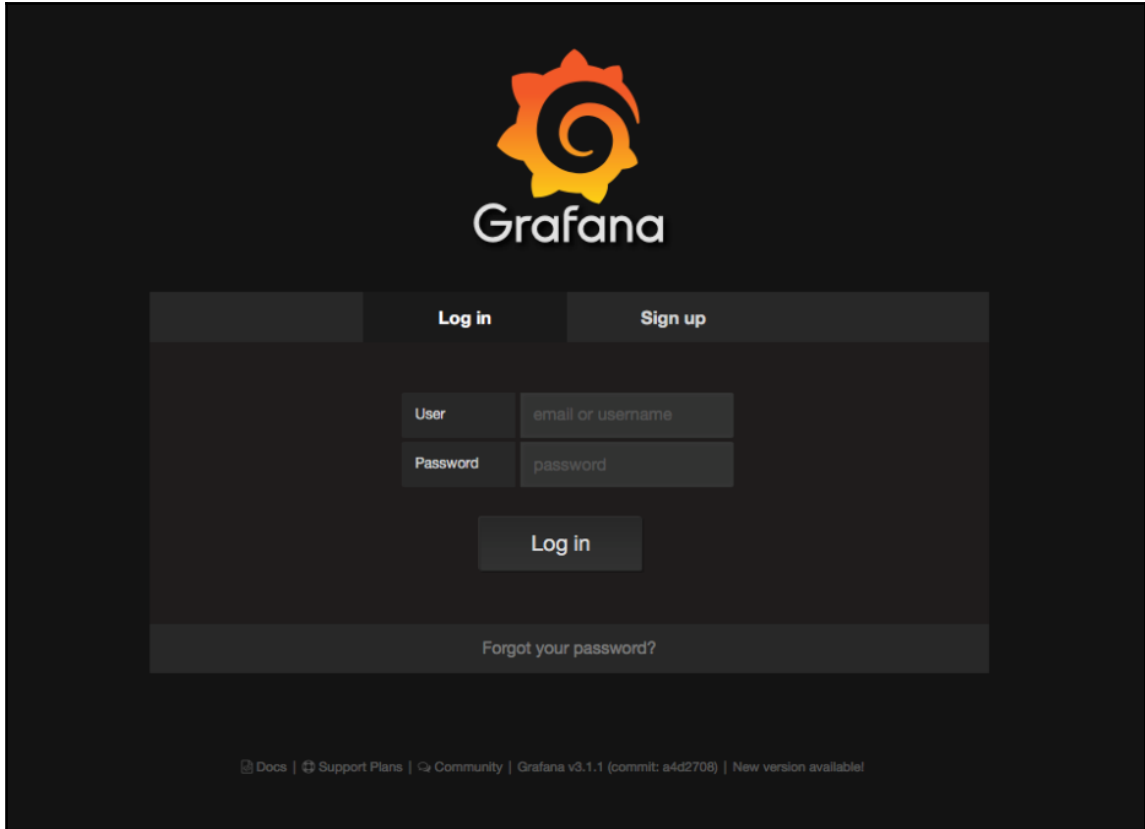 Grafana
Log in Sign up
User email or username
Password password
Log in
Forgot your password?
Docs | Support Plans | Community | Grafana v3.1.1 (commit: a4d2708) | New version available!